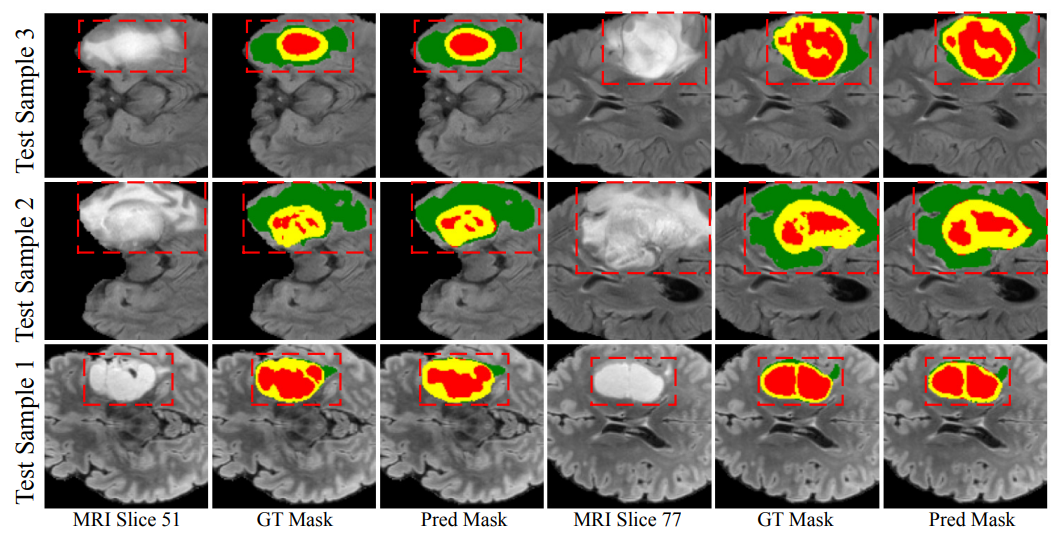 Test Sample 3
Test Sample 2
Test Sample 1
MRI Slice 51
GT Mask
Pred Mask
MRI Slice 77
GT Mask
Pred Mask